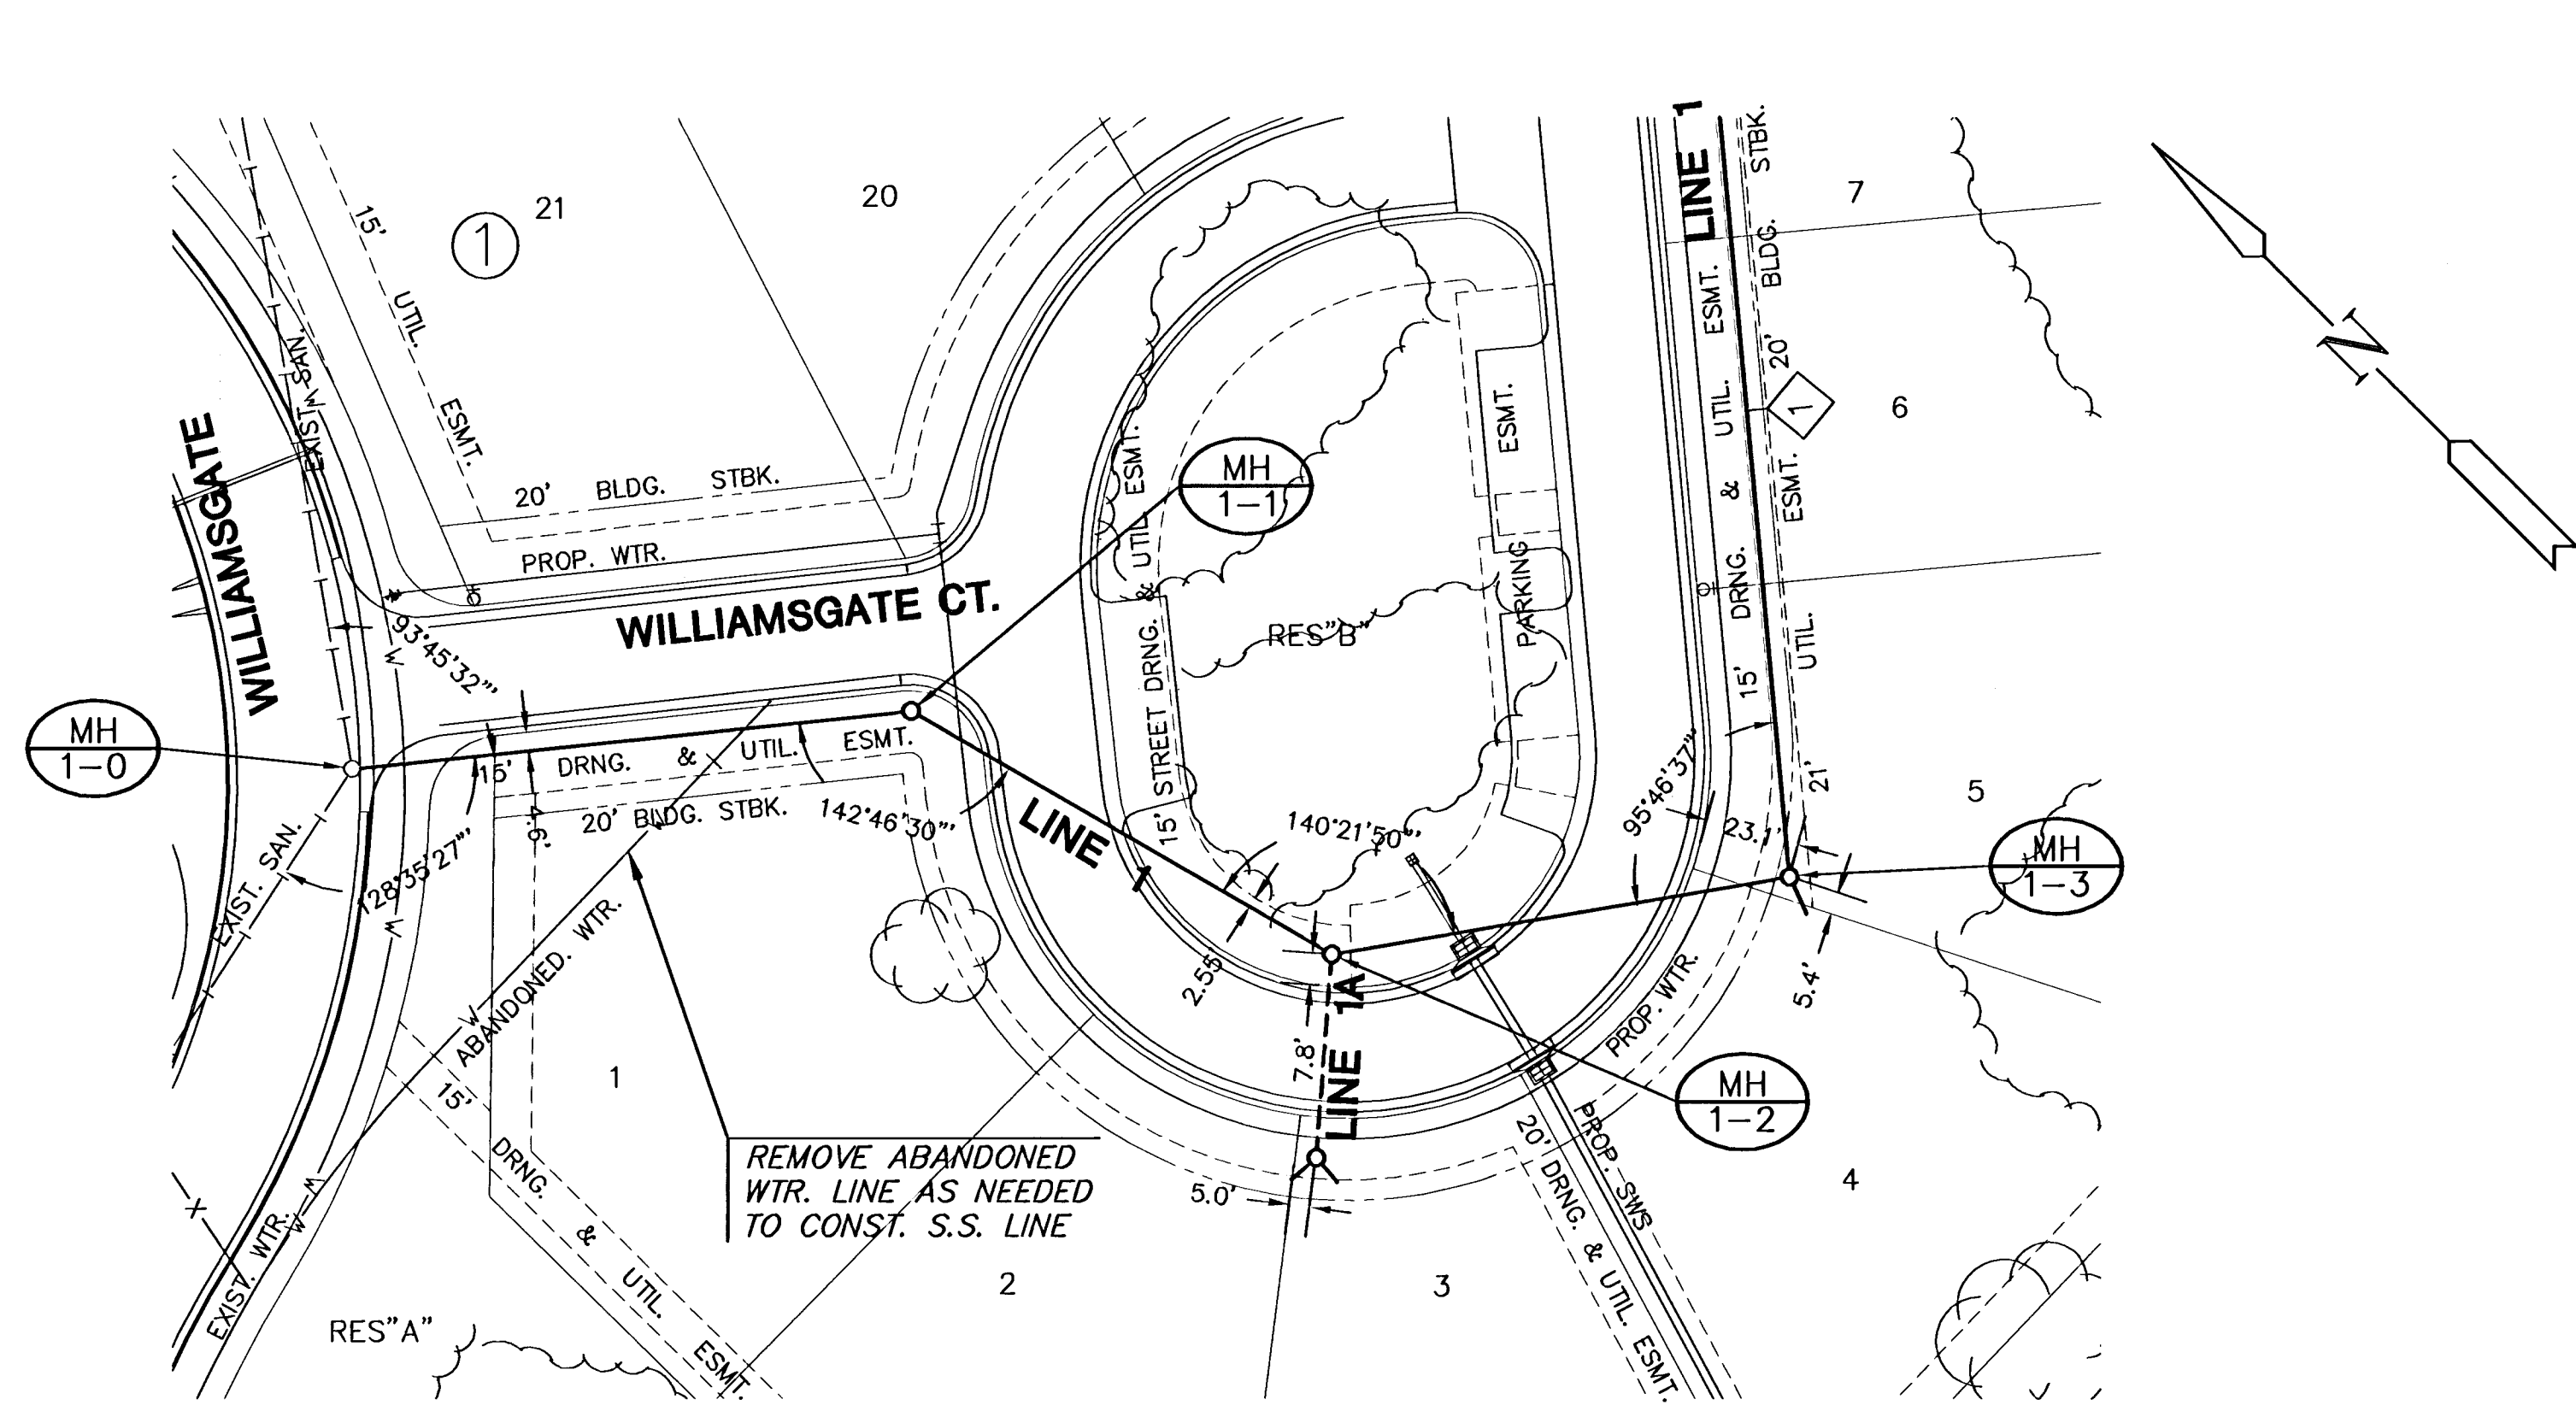 LINE 1
STBK.
BLDG.
20'
7
21
20
1
15'
UTIL.
ESMT.
EXIST. SAN.
WILLIAMSGATE
20' BLDG. STBK.
PROP. WTR.
WILLIAMSGATE CT.
MH
1-1
15' STREET DRNG. & UTIL. ESMT.
RES"B"
PARKING ESMT.
15' DRNG. & UTIL. ESMT.
1
6
UTIL. ESMT.
N
93°45'32"'
MH
1-0
15' DRNG. & UTIL. ESMT.
20' BLDG. STBK.
4.6'
142°46'30"'
128°35'27"'
EXIST. SAN.
W
W
W
ABANDONED. WTR.
LINE 1
140°21'50"'
95°46'37"'
23.1'
21'
5
MH
1-3
5.4'
2.55'
7.8'
LINE 1A
PROP. WTR.
MH
1-2
1
15' DRNG. & UTIL. ESMT.
REMOVE ABANDONED
WTR. LINE AS NEEDED
TO CONST. S.S. LINE
5.0'
20' DRNG. & UTIL. ESMT.
PROP. SWS
4
2
3
EXIST. WTR.
W
W
RES"A"